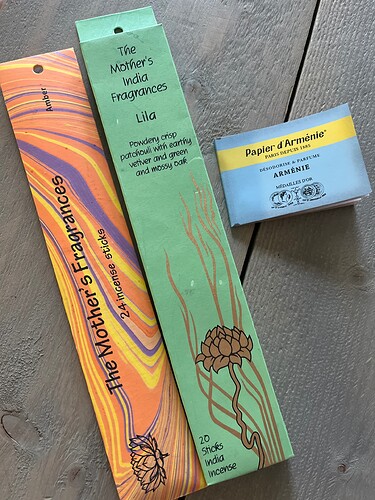 Amber
The Mother's Fragrances
24 incense sticks
The
Mother's
India
Fragrances
Lila
Powdery crisp
patchouli with earthy
vetiver and green
and mossy oak
20
Sticks
India
Incense
Papier d'Arménie®
PARIS DEPUIS 1885
DÉSODORISE & PARFUME
ARMÉNIE
MÉDAILLES D'OR